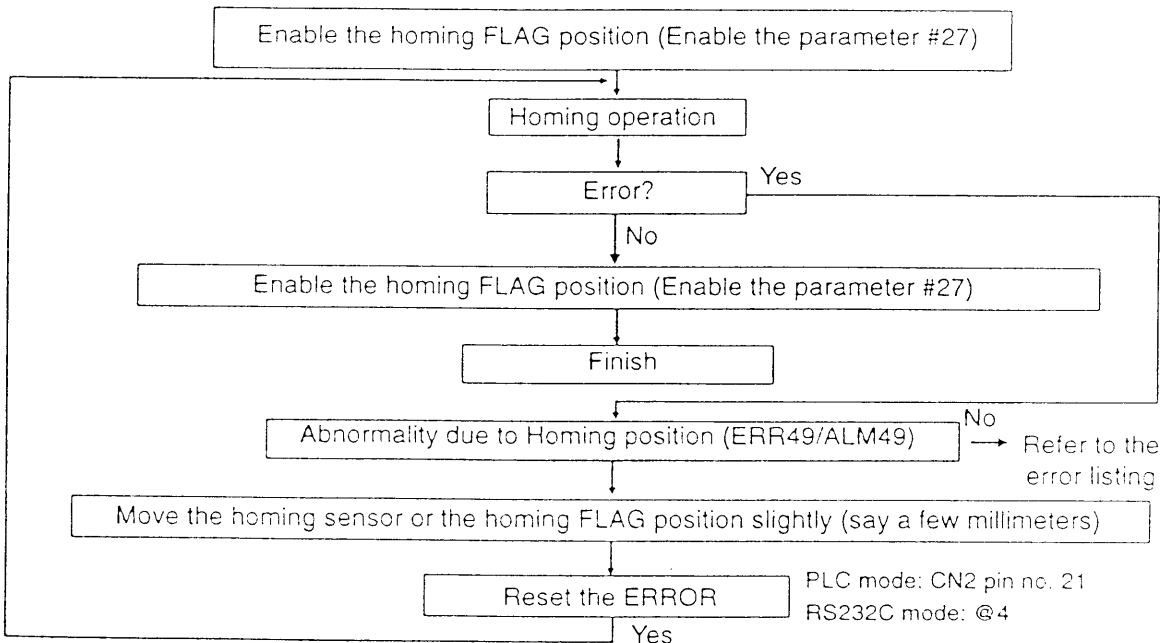 Enable the homing FLAG position (Enable the parameter #27)
Homing operation
Error?
Yes
No
Enable the homing FLAG position (Enable the parameter #27)
Finish
Abnormality due to Homing position (ERR49/ALM49)
No
Refer to the
error listing
Move the homing sensor or the homing FLAG position slightly (say a few millimeters)
Reset the ERROR
PLC mode: CN2 pin no. 21
RS232C mode: @4
Yes